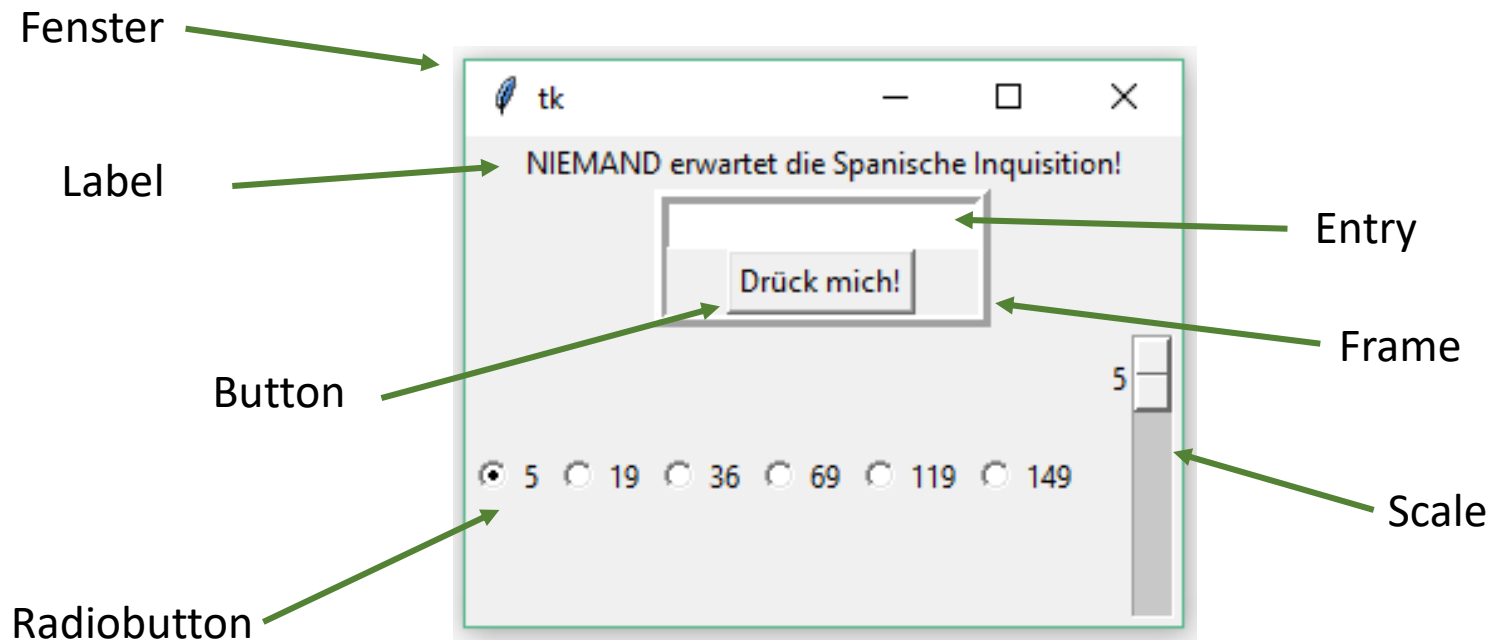 Fenster
tk
NIEMAND erwartet die Spanische Inquisition!
Label
Entry
Drück mich!
Frame
Button
5
5 19 36 69 119 149
Scale
Radiobutton